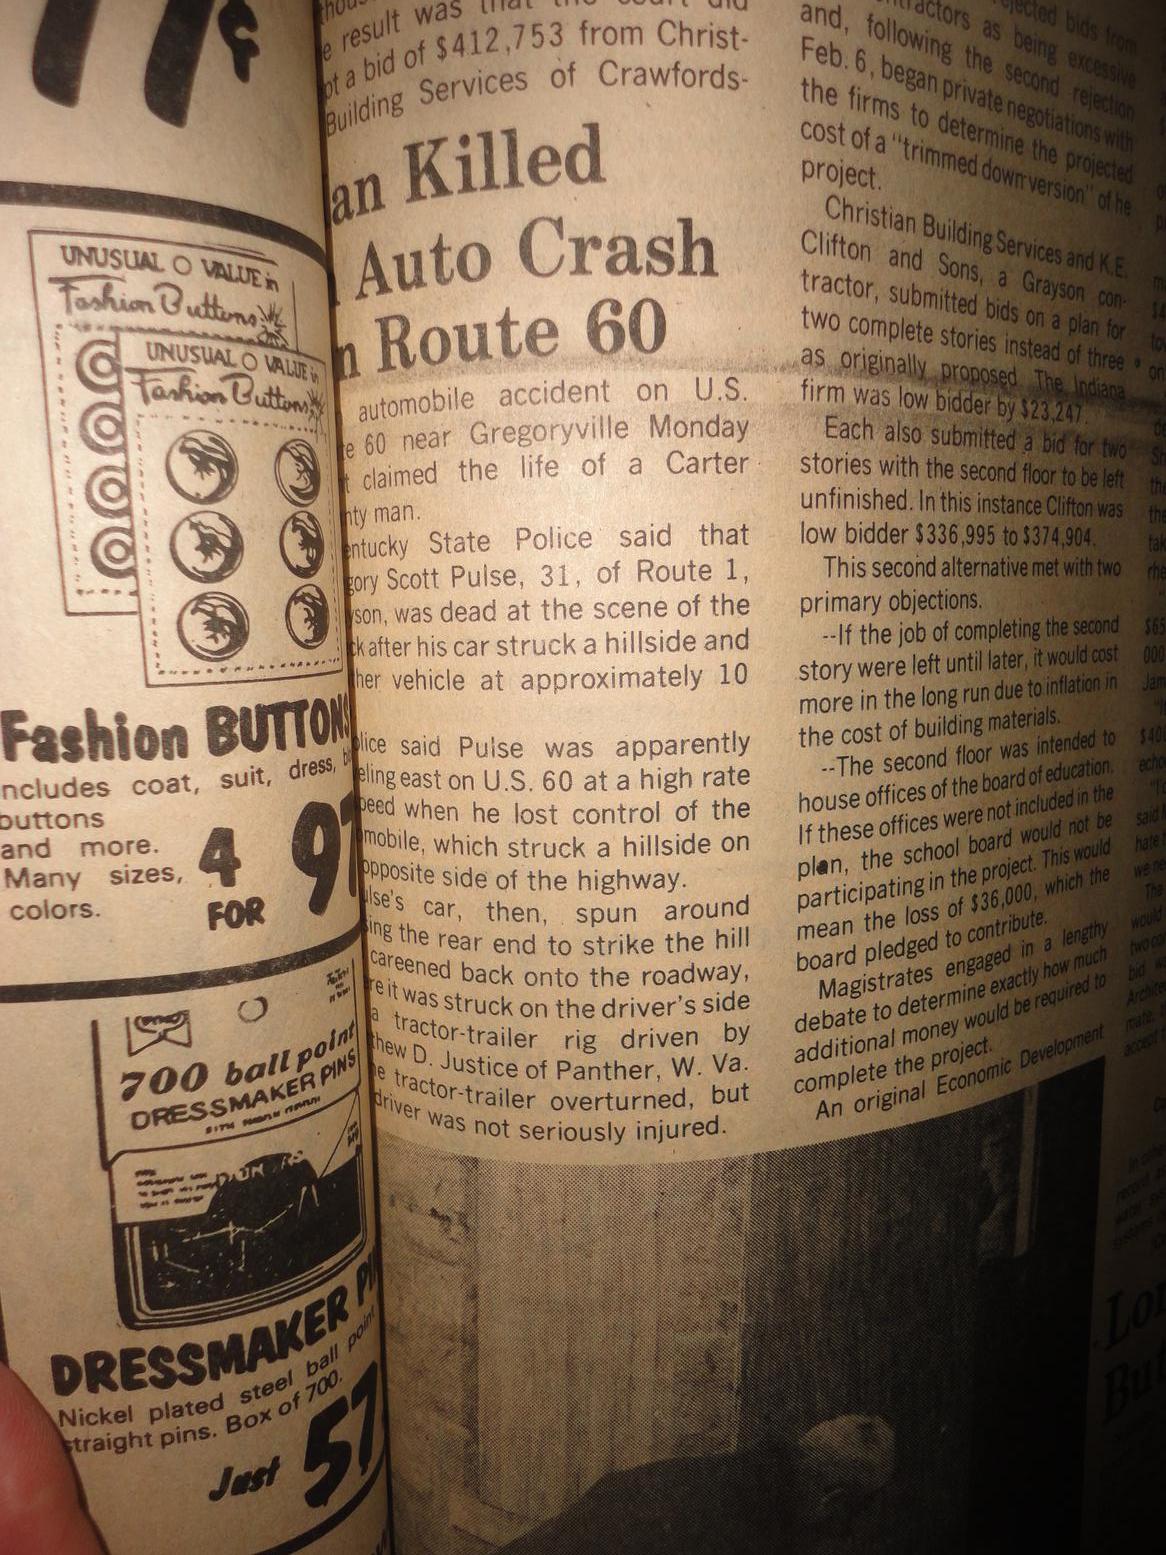 77¢
UNUSUAL VALUE in
Fashion Buttons
UNUSUAL VALUE in
Fashion Buttons
Fashion BUTTONS
ncludes coat, suit, dress,
buttons
and more.
Many sizes,
colors.
4
FOR
97
700 ball point
DRESSMAKER PINS
DRESSMAKER PI
Nickel plated steel ball point
straight pins. Box of 700.
Just 57
e result was that the court did
pt a bid of $412,753 from Christ-
Building Services of Crawfords-
an Killed
Auto Crash
n Route 60
automobile accident on U.S.
e 60 near Gregoryville Monday
t claimed the life of a Carter
nty man.
entucky State Police said that
gory Scott Pulse, 31, of Route 1,
yson, was dead at the scene of the
ck after his car struck a hillside and
her vehicle at approximately 10
olice said Pulse was apparently
eling east on U.S. 60 at a high rate
peed when he lost control of the
mobile, which struck a hillside on
opposite side of the highway.
ulse's car, then, spun around
ing the rear end to strike the hill
careened back onto the roadway,
re it was struck on the driver's side
a tractor-trailer rig driven by
thew D. Justice of Panther, W. Va.
e tractor-trailer overturned, but
driver was not seriously injured.
ntractors as being excessive
and, following the second rejection
Feb. 6, began private negotiations with
the firms to determine the projected
cost of a "trimmed down version" of he
project.
Christian Building Services and K.E.
Clifton and Sons, a Grayson con-
tractor, submitted bids on a plan for
two complete stories instead of three
as originally proposed. The Indiana
firm was low bidder by $23,247.
Each also submitted a bid for two
stories with the second floor to be left
unfinished. In this instance Clifton was
low bidder $336,995 to $374,904.
This second alternative met with two
primary objections.
--If the job of completing the second
story were left until later, it would cost
more in the long run due to inflation in
the cost of building materials.
--The second floor was intended to
house offices of the board of education.
If these offices were not included in the
plan, the school board would not be
participating in the project. This would
mean the loss of $36,000, which the
board pledged to contribute.
Magistrates engaged in a lengthy
debate to determine exactly how much
additional money would be required to
complete the project.
An original Economic Development